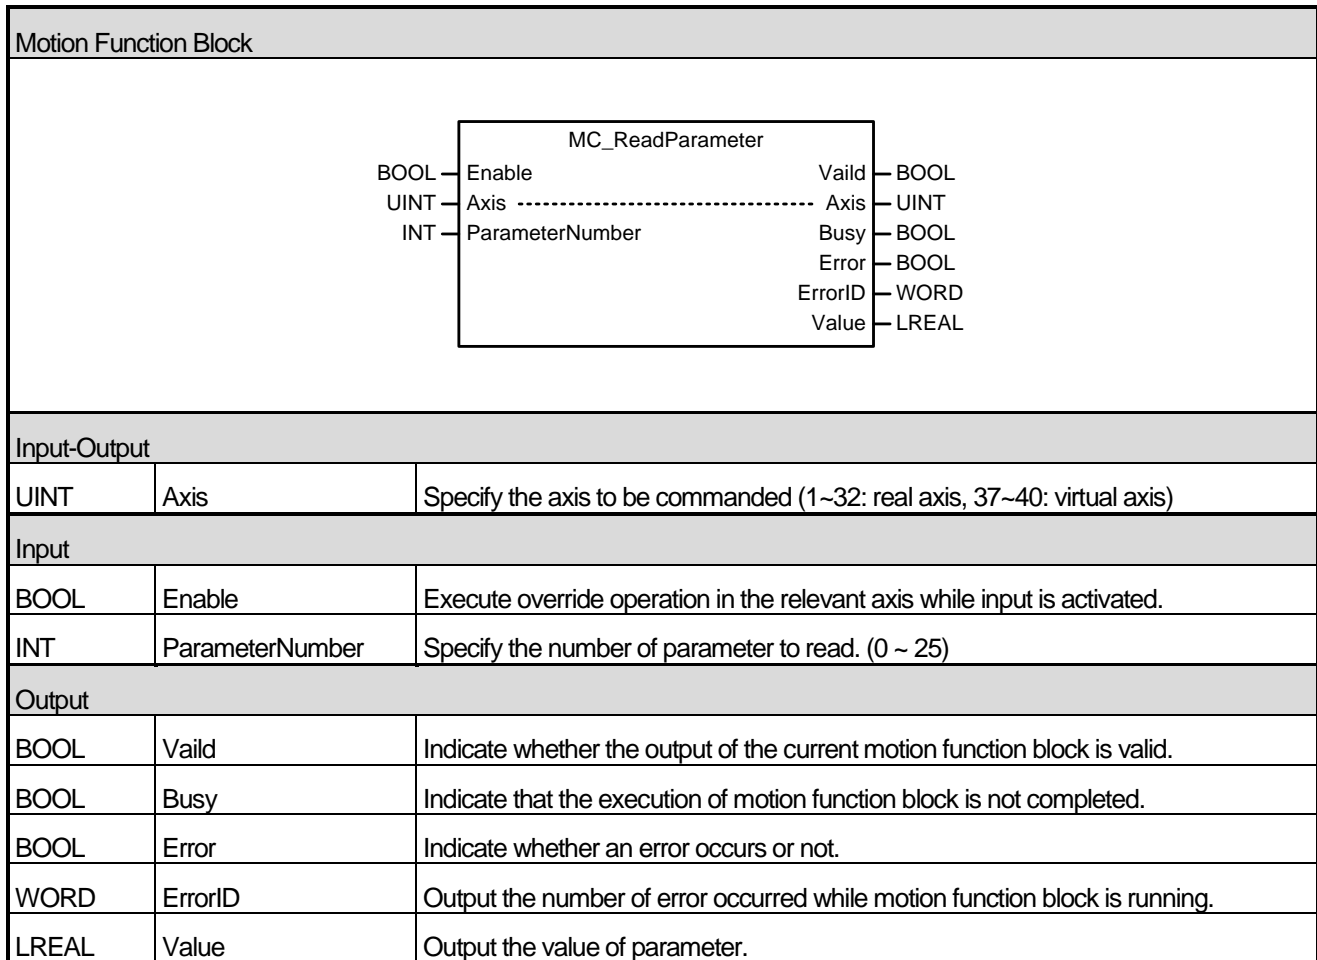 Motion Function Block
MC_ReadParameter
BOOL Enable Vaild BOOL
UINT Axis Axis UINT
INT ParameterNumber Busy BOOL
Error BOOL
ErrorID WORD
Value LREAL
Input-Output
UINT Axis Specify the axis to be commanded (1~32: real axis, 37~40: virtual axis)
Input
BOOL Enable Execute override operation in the relevant axis while input is activated.
INT ParameterNumber Specify the number of parameter to read. (0 ~ 25)
Output
BOOL Vaild Indicate whether the output of the current motion function block is valid.
BOOL Busy Indicate that the execution of motion function block is not completed.
BOOL Error Indicate whether an error occurs or not.
WORD ErrorID Output the number of error occurred while motion function block is running.
LREAL Value Output the value of parameter.